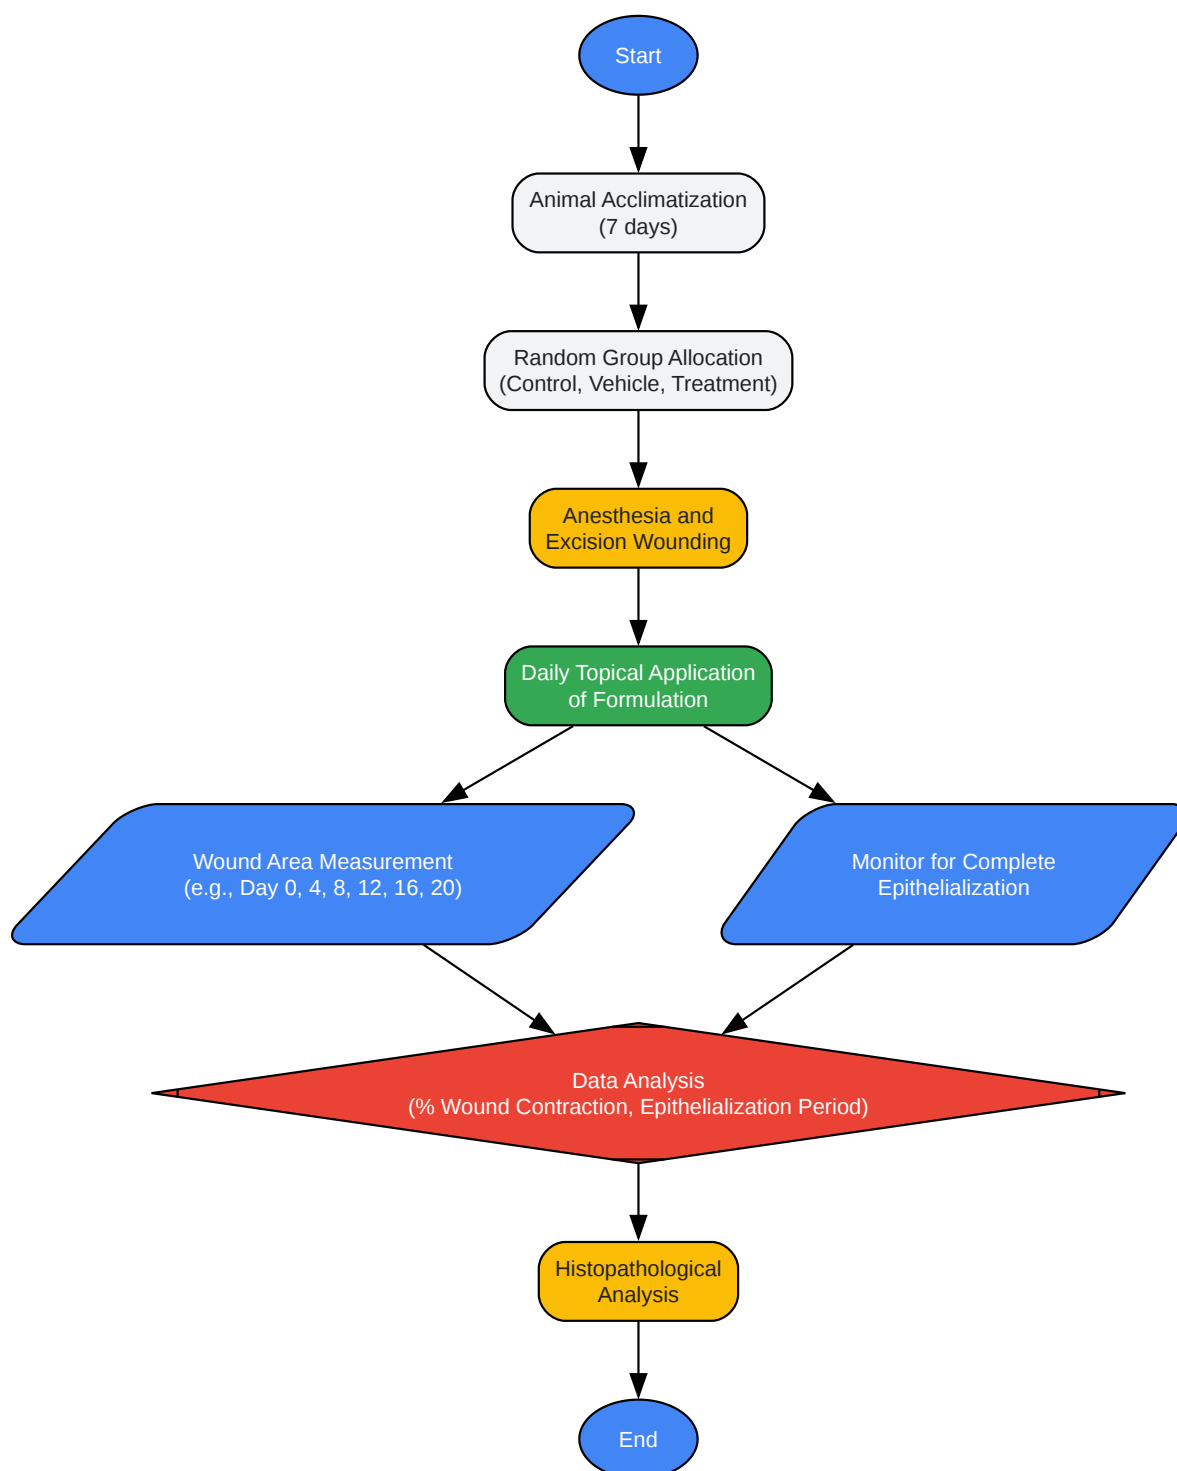 Start
Animal Acclimatization
(7 days)
Random Group Allocation
(Control, Vehicle, Treatment)
Anesthesia and
Excision Wounding
Daily Topical Application
of Formulation
Wound Area Measurement
(e.g., Day 0, 4, 8, 12, 16, 20)
Monitor for Complete
Epithelialization
Data Analysis
(% Wound Contraction, Epithelialization Period)
Histopathological
Analysis
End